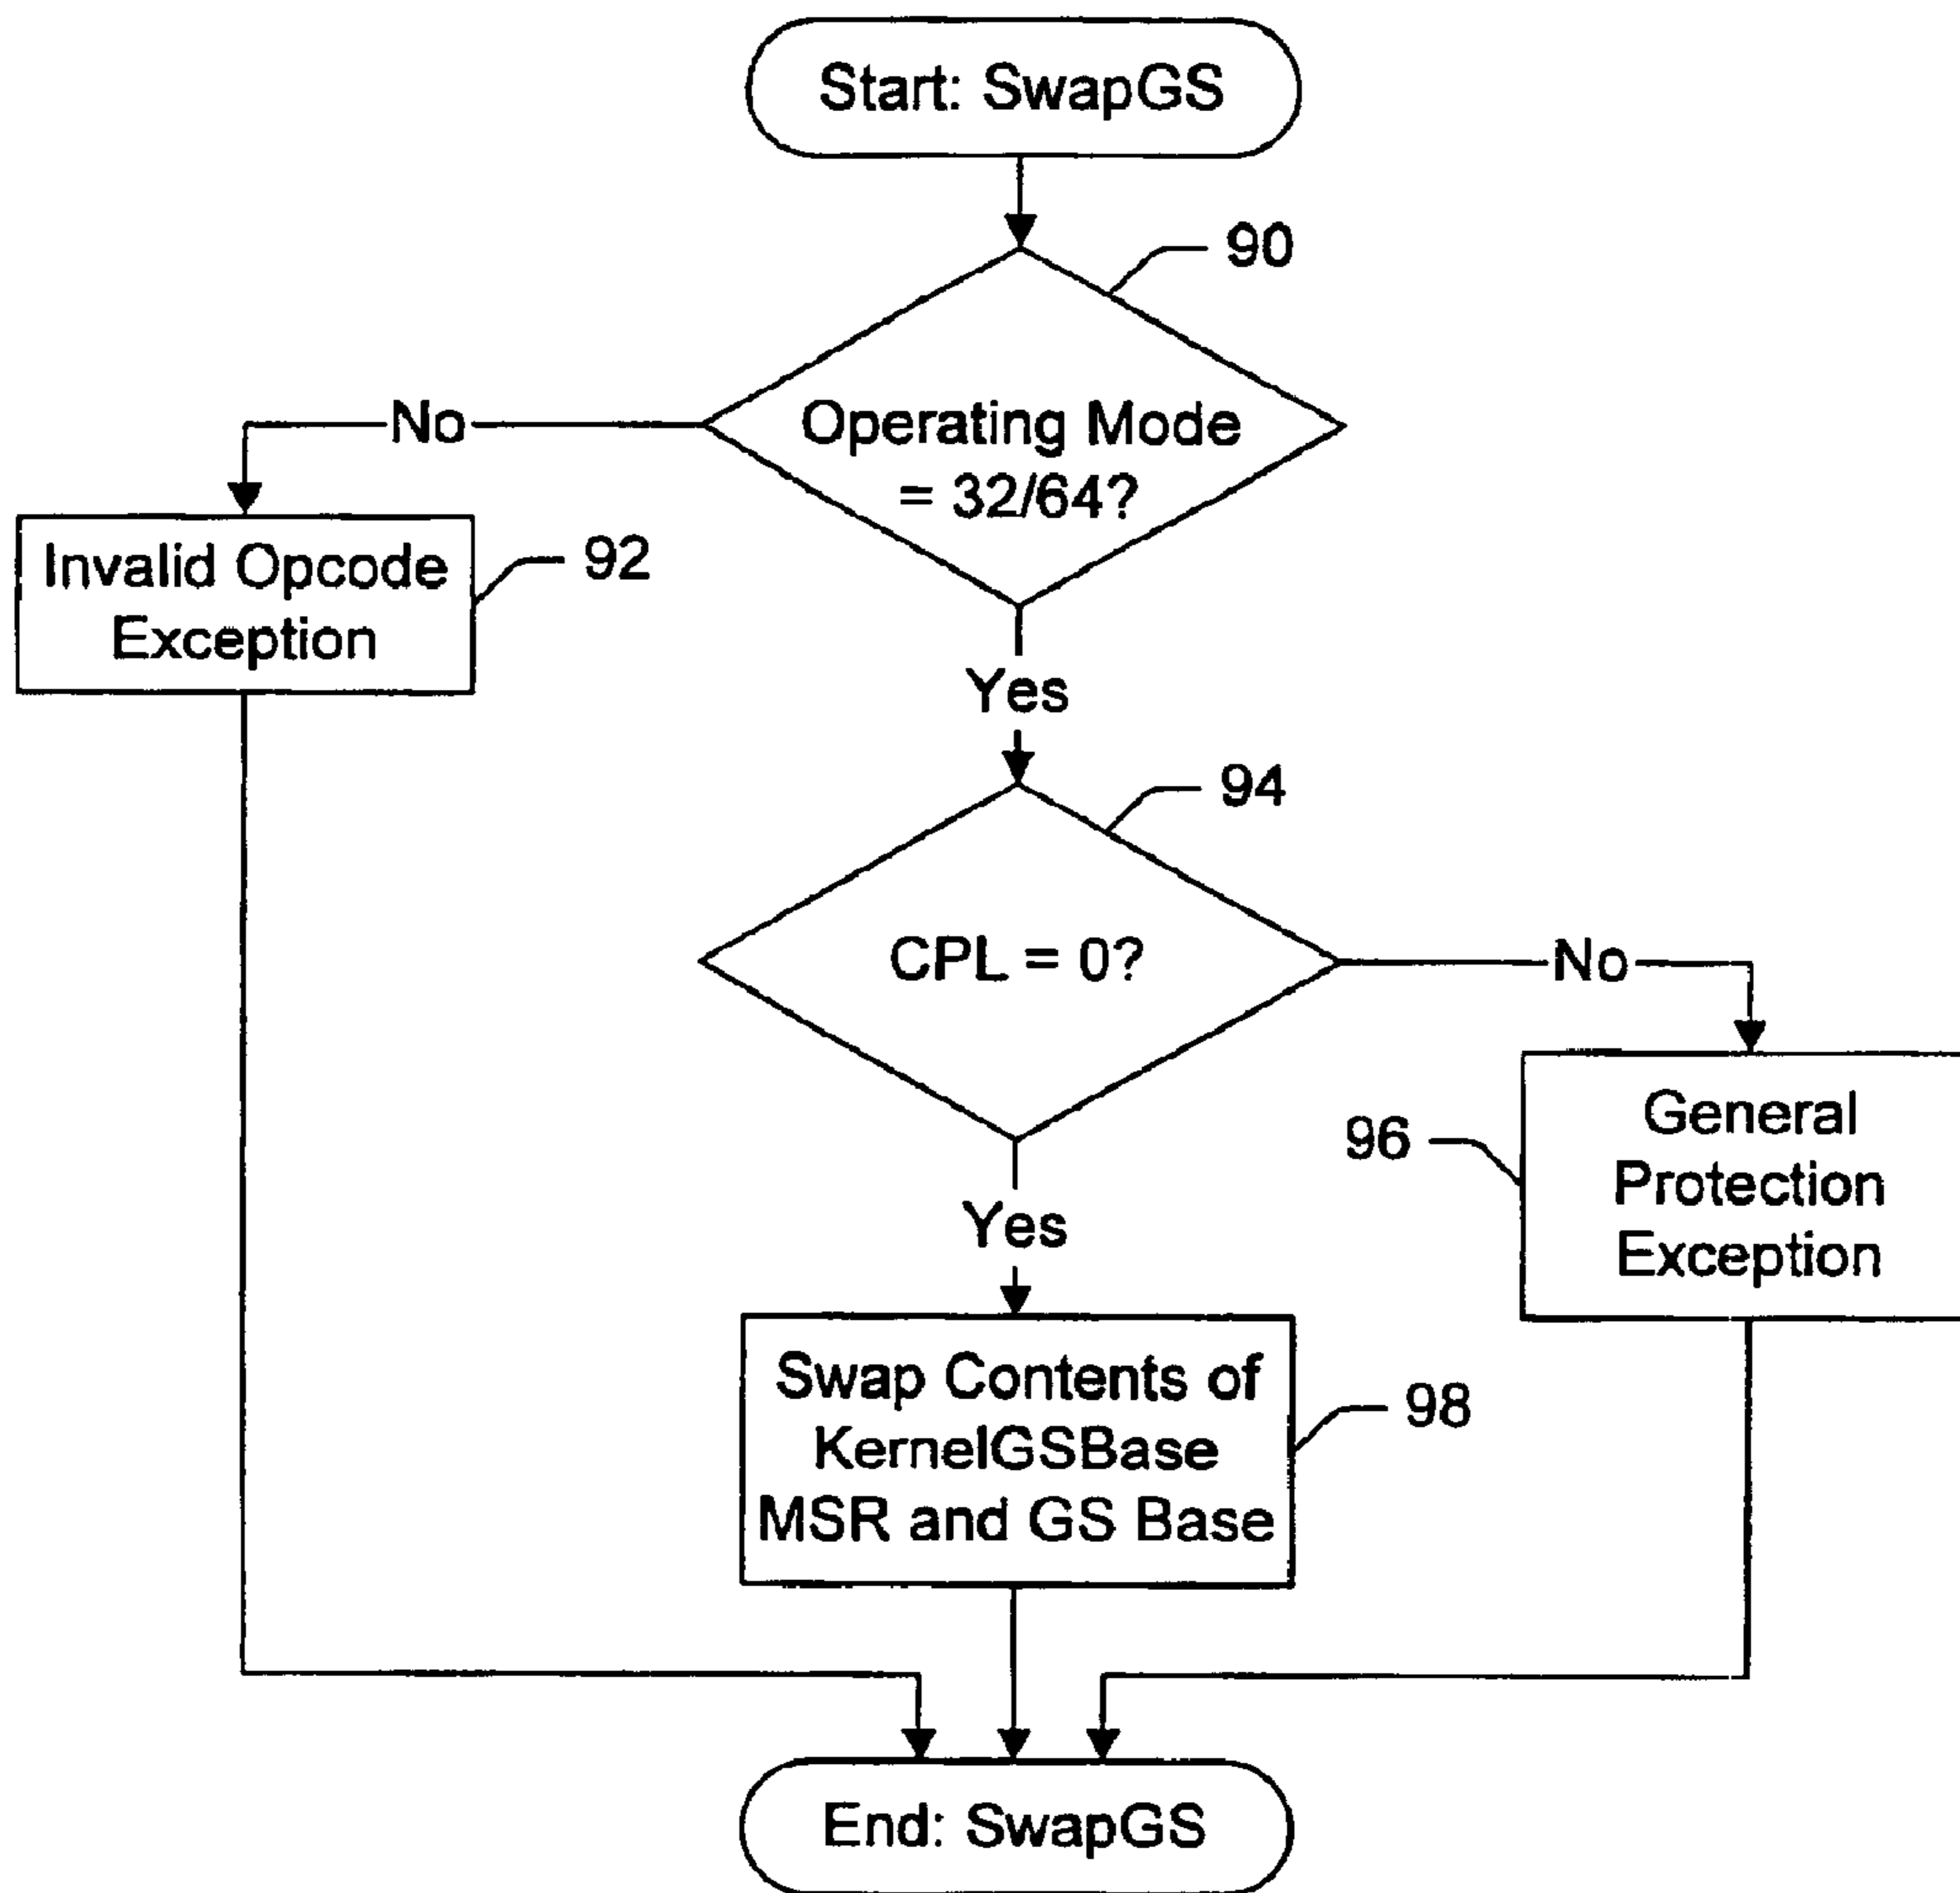 Start: SwapGS
90
Operating Mode
= 32/64?
No
Invalid Opcode
Exception
92
Yes
94
CPL = 0?
No
General
Protection
Exception
96
Yes
Swap Contents of
KernelGSBase
MSR and GS Base
98
End: SwapGS